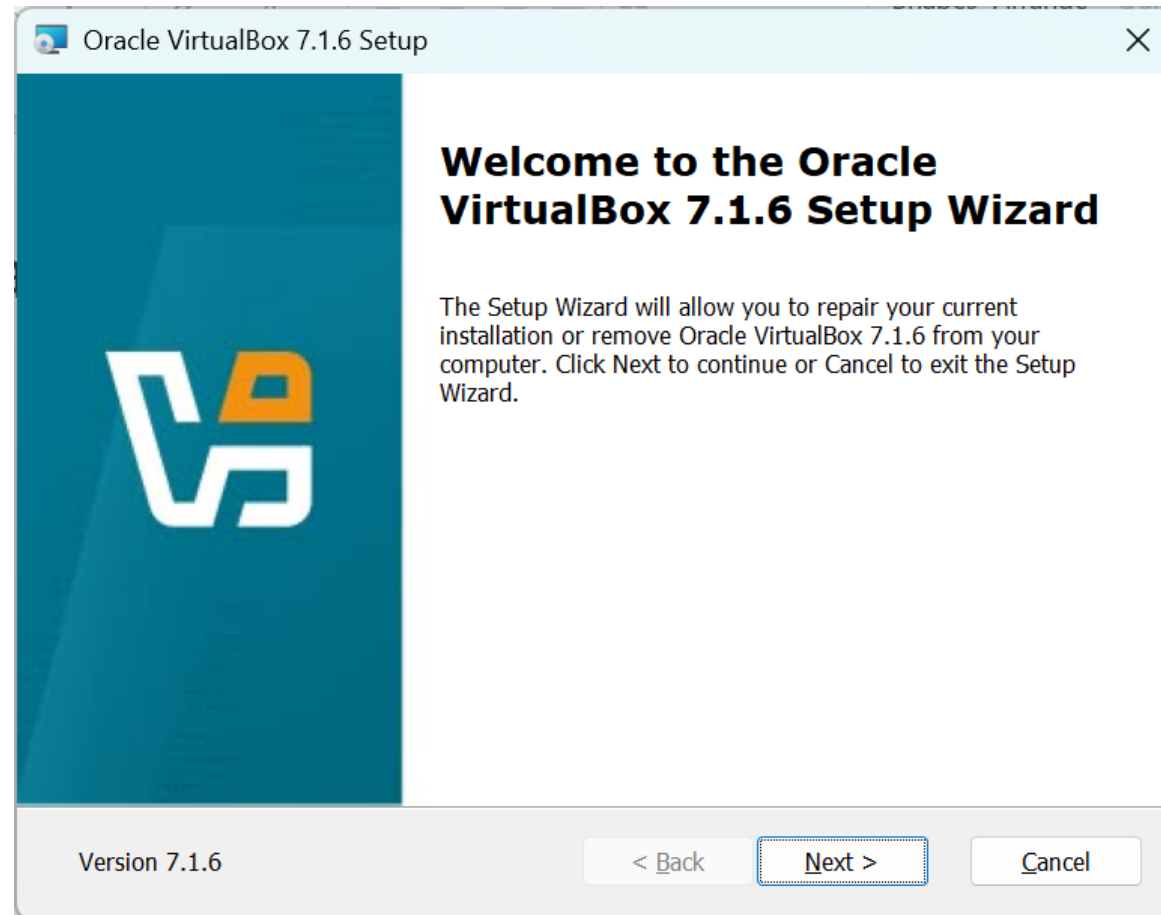 Oracle VirtualBox 7.1.6 Setup
Welcome to the Oracle
VirtualBox 7.1.6 Setup Wizard
The Setup Wizard will allow you to repair your current
installation or remove Oracle VirtualBox 7.1.6 from your
computer. Click Next to continue or Cancel to exit the Setup
Wizard.
Version 7.1.6
< Back
Next >
Cancel